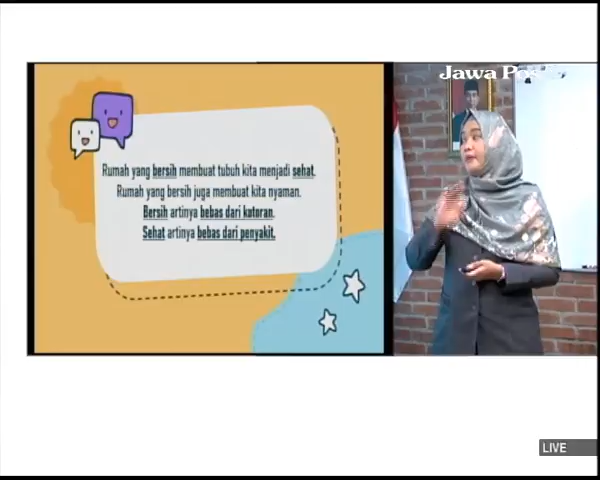 Jawa Pos
Rumah yang bersih membuat tubuh kita menjadi sehat.
Rumah yang bersih juga membuat kita nyaman.
Bersih artinya bebas dari kotoran.
Sehat artinya bebas dari penyakit.
LIVE